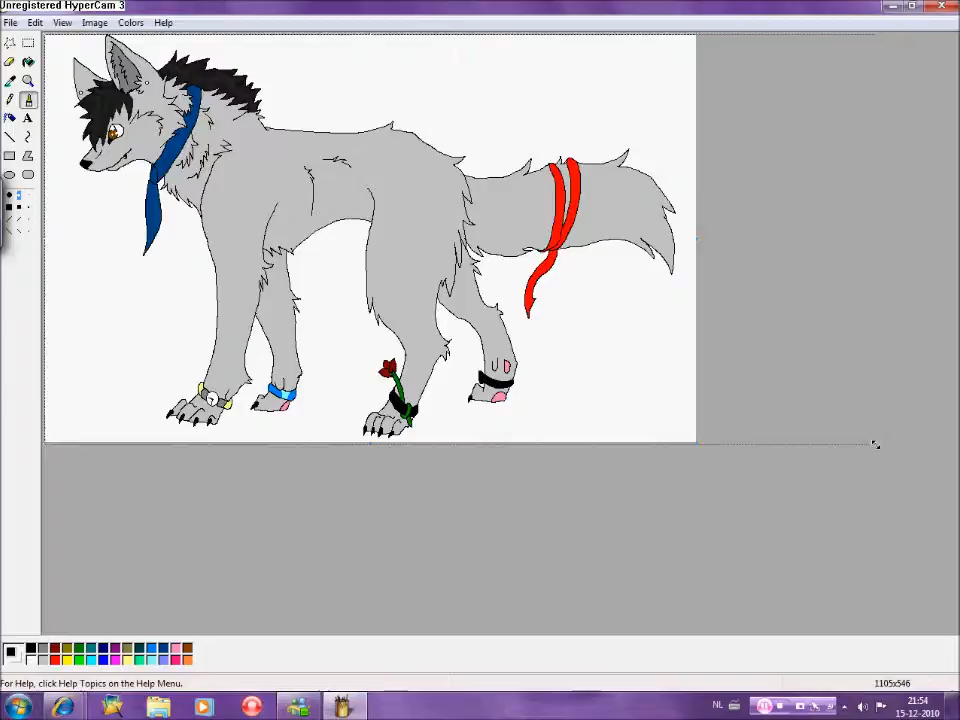 Unregistered HyperCam 3
File Edit View Image Colors Help
A
For Help, click Help Topics on the Help Menu.
1105x546
NL
21:54
15-12-2010